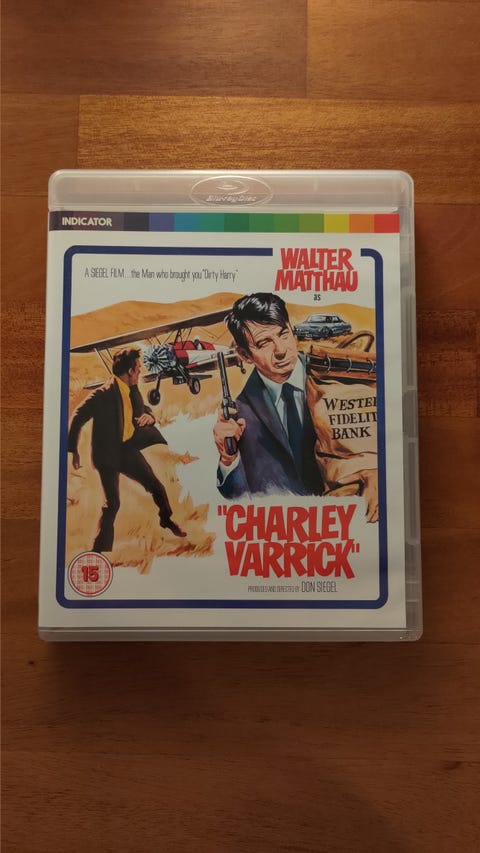 Blu-ray Disc
INDICATOR
A SIEGEL FILM...the Man who brought you "Dirty Harry"
WALTER
MATTHAU
as
WESTE
FIDELIT
BANK
"CHARLEY
VARRICK"
PRODUCED AND DIRECTED BY DON SIEGEL
15